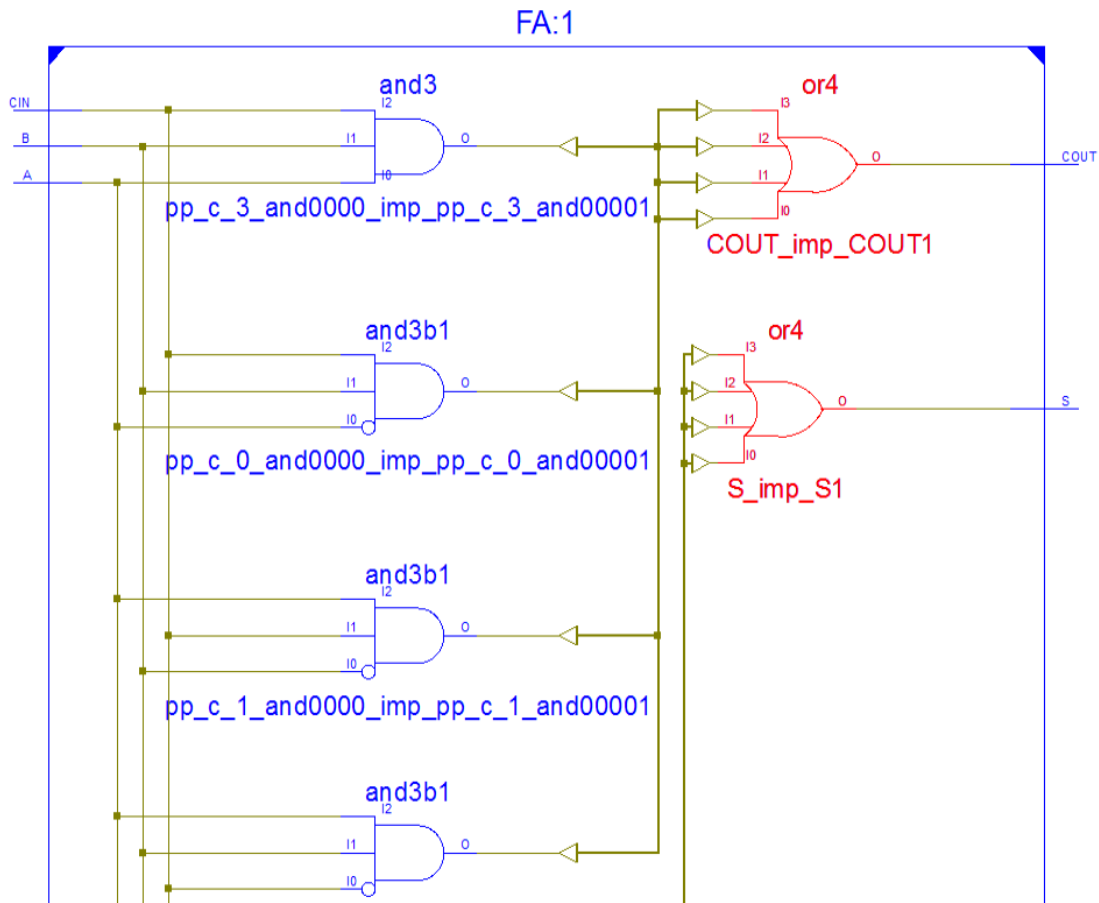 FA:1
and3
or4
CIN
I2
I3
B
I1
O
I2
O
COUT
A
I0
I1
I0
pp_c_3_and0000_imp_pp_c_3_and00001
COUT_imp_COUT1
and3b1
or4
I2
I3
I1
O
I2
O
S
I0
I1
I0
pp_c_0_and0000_imp_pp_c_0_and00001
S_imp_S1
and3b1
I2
I1
O
I0
pp_c_1_and0000_imp_pp_c_1_and00001
and3b1
I2
I1
O
I0